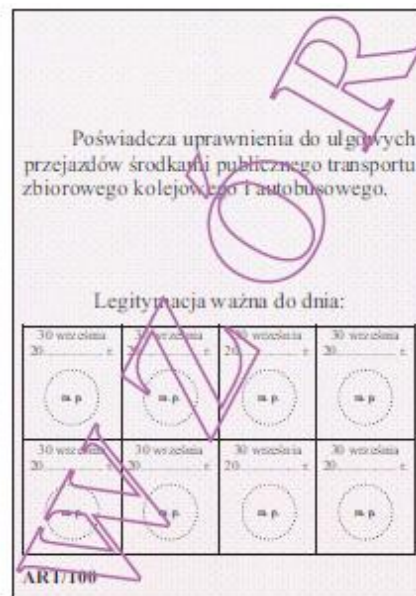 Poświadcza uprawnienia do ulgowych
przejazdów środkami publicznego transportu
zbiorowego kolejowego i autobusowego.
Legitymacja ważna do dnia:
30 września 30 września 30 września 30 września
20............ r. 20............ r. 20............ r. 20............ r.
m.p. m.p. m.p. m.p.
30 września 30 września 30 września 30 września
20............ r. 20............ r. 20............ r. 20............ r.
m.p. m.p. m.p. m.p.
ART/100
WZÓR